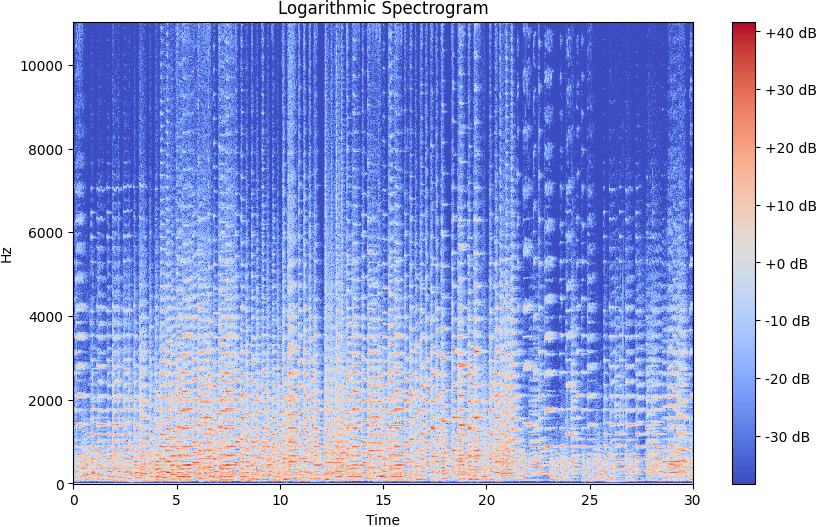 Logarithmic Spectrogram
Hz
10000
8000
6000
4000
2000
0
0 5 10 15 20 25 30
Time
+40 dB
+30 dB
+20 dB
+10 dB
+0 dB
-10 dB
-20 dB
-30 dB